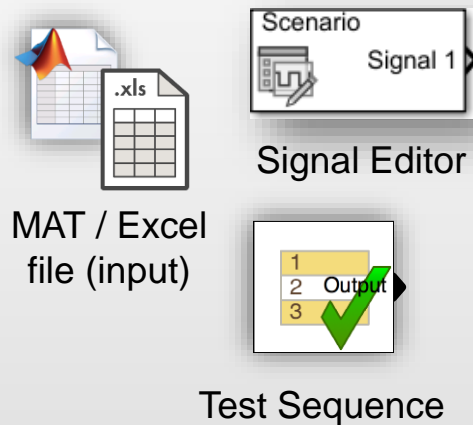 .xls
MAT / Excel
file (input)
Scenario
Signal 1
Signal Editor
1
2 Output
3
Test Sequence